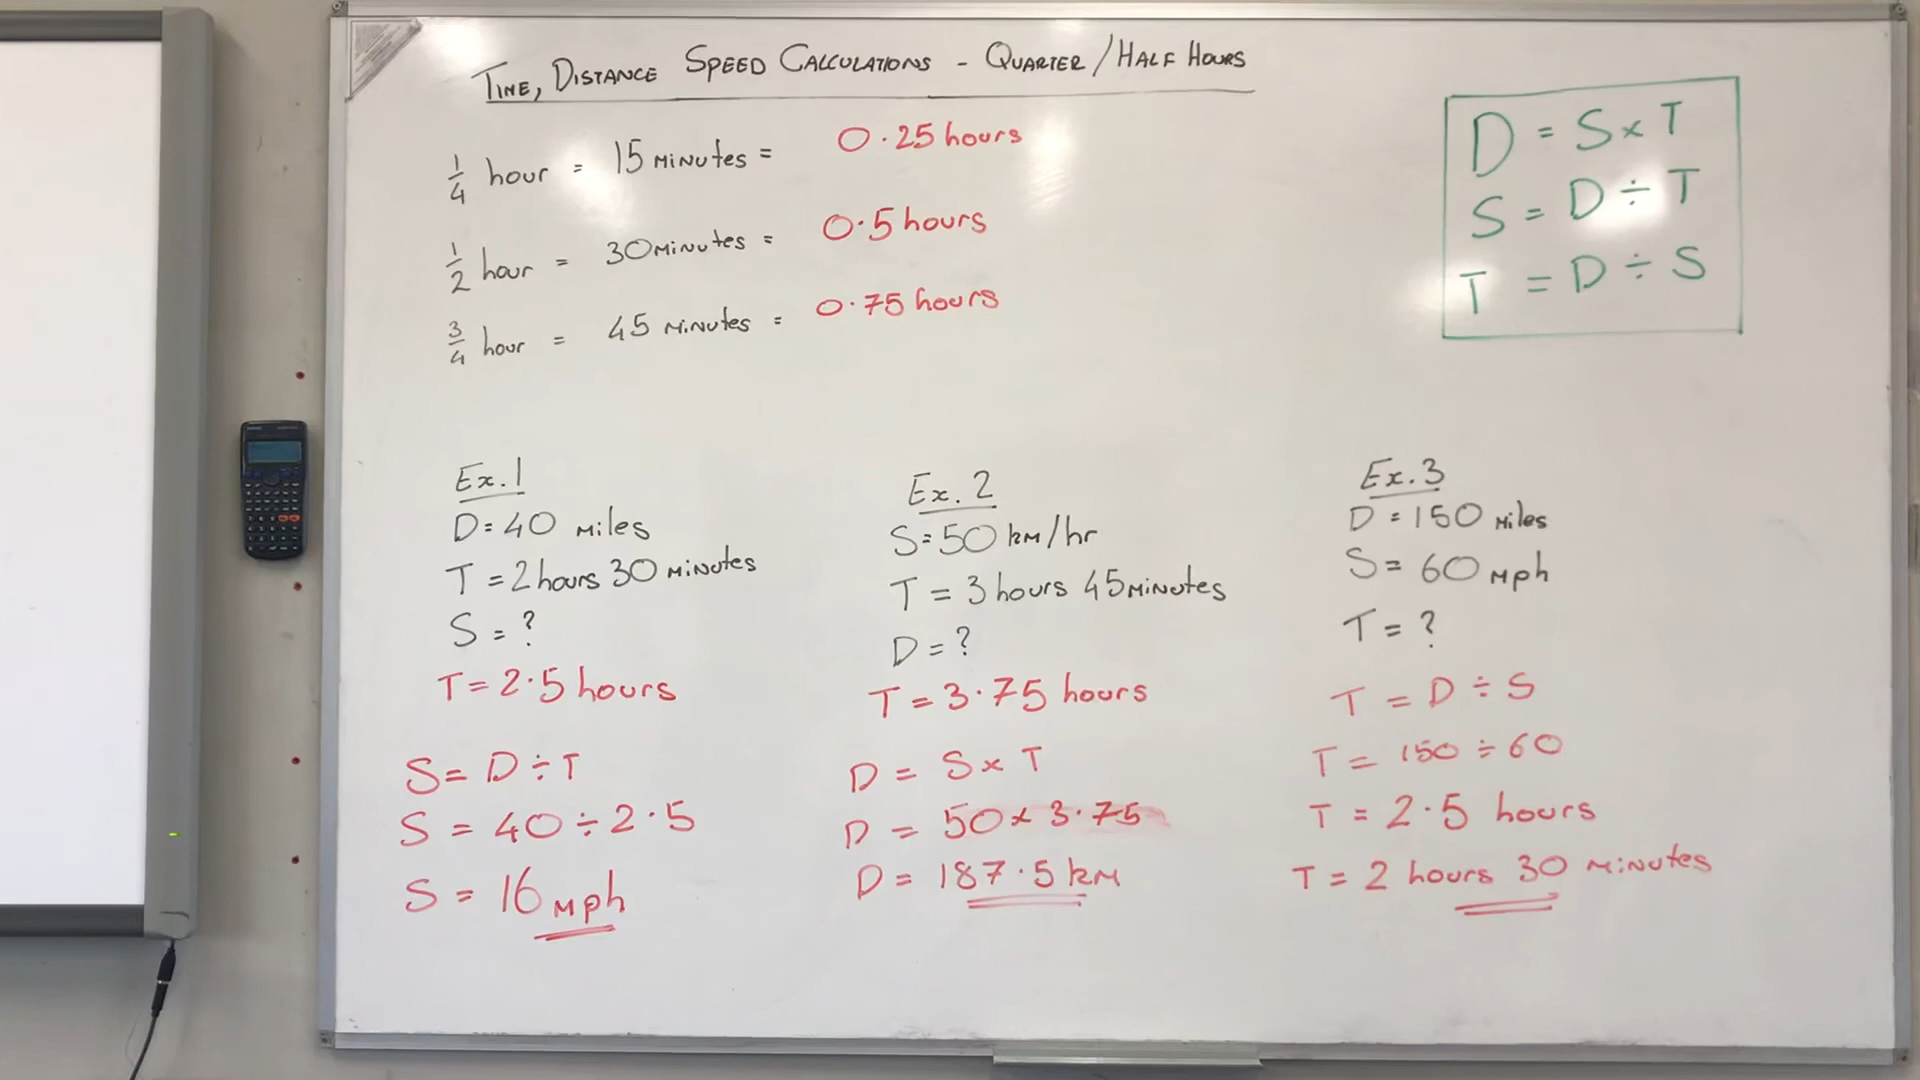 TIME, DISTANCE SPEED CALCULATIONS - QUARTER/HALF HOURS
1/4 hour = 15 MINUTES = 0.25 hours
1/2 hour = 30 MINUTES = 0.5 hours
3/4 hour = 45 MINUTES = 0.75 hours
D = S x T
S = D ÷ T
T = D ÷ S
Ex. 1
D = 40 MILES
T = 2 hours 30 MINUTES
S = ?
T = 2.5 hours
S = D ÷ T
S = 40 ÷ 2.5
S = 16 mph
Ex. 2
S = 50 km/hr
T = 3 hours 45 MINUTES
D = ?
T = 3.75 hours
D = S x T
D = 50 x 3.75
D = 187.5 km
Ex. 3
D = 150 MILES
S = 60 mph
T = ?
T = D ÷ S
T = 150 ÷ 60
T = 2.5 hours
T = 2 hours 30 MINUTES